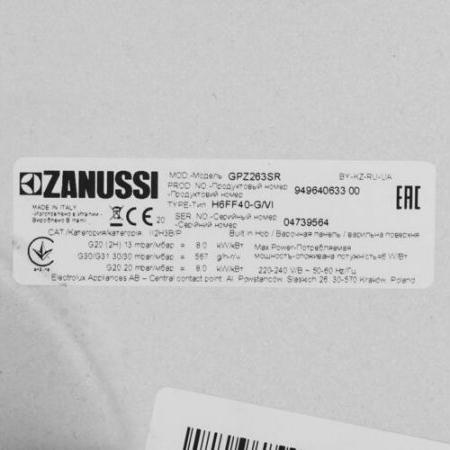 ZANUSSI
MOD.-Модель GPZ263SR BY-KZ-RU-UA
PROD. NO.-Продуктовый номер
-Продуктовий номер 949640633 00
MADE IN ITALY
-Изготовлено в Италии -
Вироблено в Італії
CE 20
TYPE-Тип H6FF40-G/VI
SER NO -Серийный номер
-Серійний номер 04739564
EAC
CAT./Категория/категорія II2H3B/P Built in Hob / Варочная панель / варильна поверхня
G20 (2H) 13 mbar/мбар = 8.0 kW/кВт Max Power-Потребляемая
G30/G31 30/30 mbar/мбар = 567 g/h-г/ч мощность-споживана потужність=6 W/Вт
G20 20 mbar/мбар = 8.0 kW/кВт 220-240 V/В ~ 50-60 Hz/Гц
Electrolux Appliances AB – Central contact point: Al. Powstańców, Śląskich 26, 30-570 Kraków, Poland